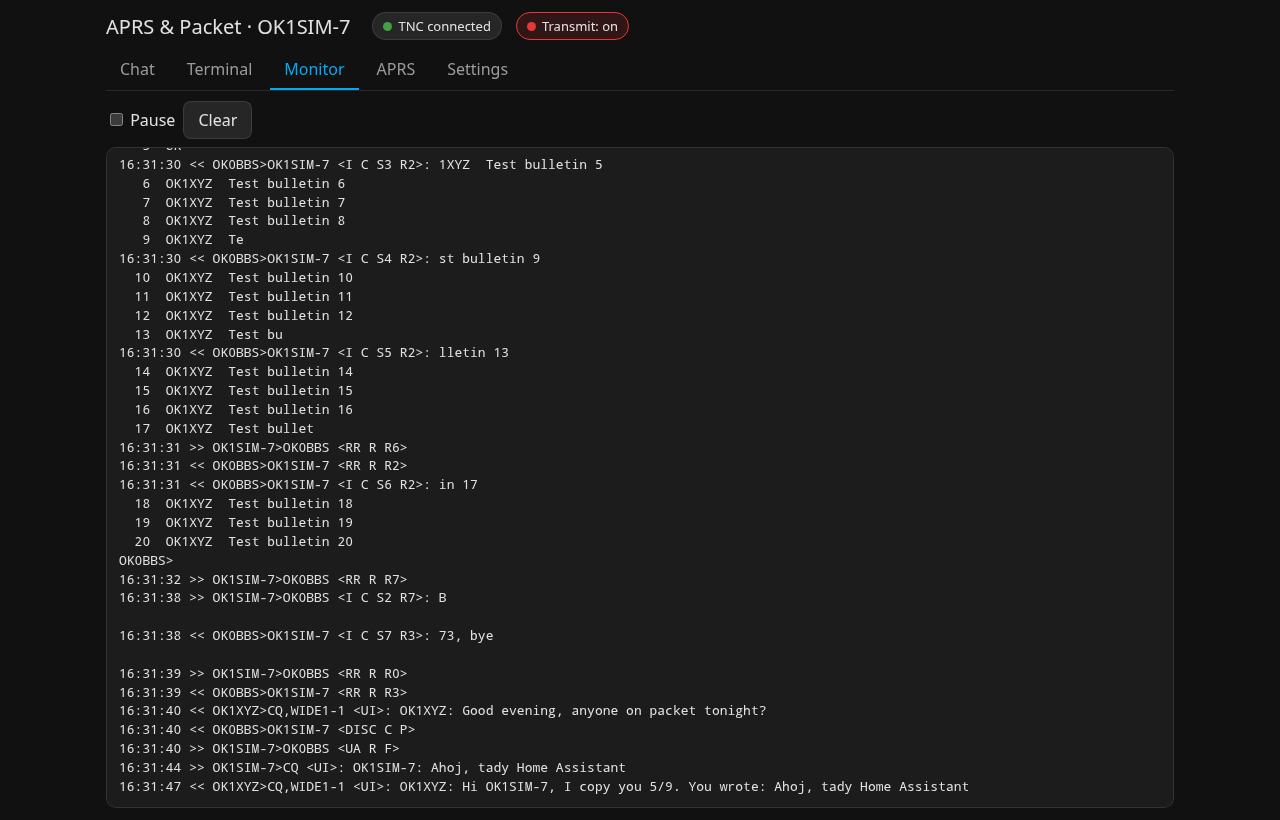 APRS & Packet · OK1SIM-7
TNC connected
Transmit: on
Chat
Terminal
Monitor
APRS
Settings
Pause
Clear
16:31:30 << OK0BBS>OK1SIM-7 <I C S3 R2>: 1XYZ  Test bulletin 5
6  OK1XYZ  Test bulletin 6
7  OK1XYZ  Test bulletin 7
8  OK1XYZ  Test bulletin 8
9  OK1XYZ  Te
16:31:30 << OK0BBS>OK1SIM-7 <I C S4 R2>: st bulletin 9
10  OK1XYZ  Test bulletin 10
11  OK1XYZ  Test bulletin 11
12  OK1XYZ  Test bulletin 12
13  OK1XYZ  Test bu
16:31:30 << OK0BBS>OK1SIM-7 <I C S5 R2>: lletin 13
14  OK1XYZ  Test bulletin 14
15  OK1XYZ  Test bulletin 15
16  OK1XYZ  Test bulletin 16
17  OK1XYZ  Test bullet
16:31:31 >> OK1SIM-7>OK0BBS <RR R R6>
16:31:31 << OK0BBS>OK1SIM-7 <RR R R2>
16:31:31 << OK0BBS>OK1SIM-7 <I C S6 R2>: in 17
18  OK1XYZ  Test bulletin 18
19  OK1XYZ  Test bulletin 19
20  OK1XYZ  Test bulletin 20
OK0BBS>
16:31:32 >> OK1SIM-7>OK0BBS <RR R R7>
16:31:38 >> OK1SIM-7>OK0BBS <I C S2 R7>: B
16:31:38 << OK0BBS>OK1SIM-7 <I C S7 R3>: 73, bye
16:31:39 >> OK1SIM-7>OK0BBS <RR R R0>
16:31:39 << OK0BBS>OK1SIM-7 <RR R R3>
16:31:40 << OK1XYZ>CQ,WIDE1-1 <UI>: OK1XYZ: Good evening, anyone on packet tonight?
16:31:40 << OK0BBS>OK1SIM-7 <DISC C P>
16:31:40 >> OK1SIM-7>OK0BBS <UA R F>
16:31:44 >> OK1SIM-7>CQ <UI>: OK1SIM-7: Ahoj, tady Home Assistant
16:31:47 << OK1XYZ>CQ,WIDE1-1 <UI>: OK1XYZ: Hi OK1SIM-7, I copy you 5/9. You wrote: Ahoj, tady Home Assistant